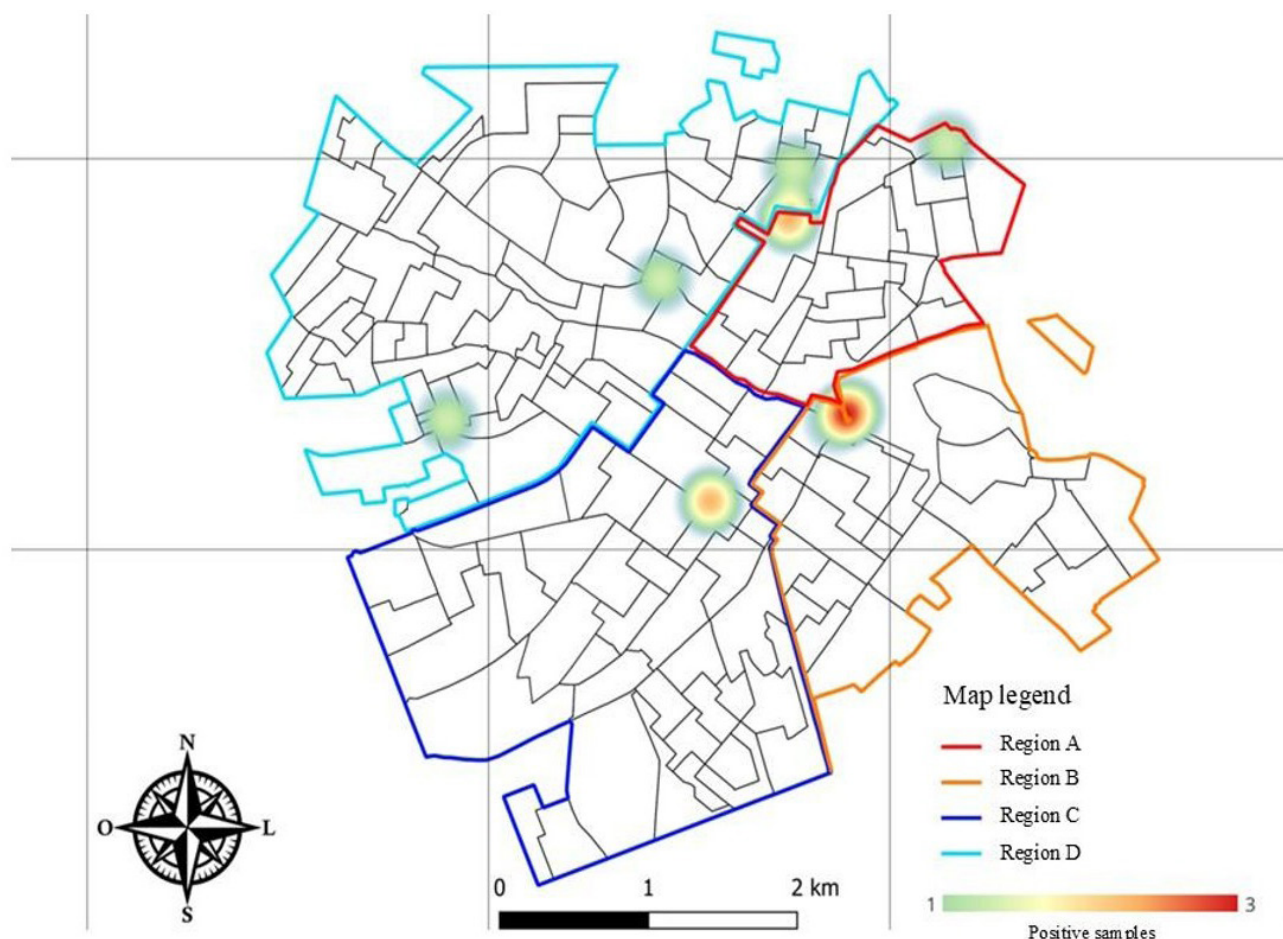 Map legend
Region A
Region B
Region C
Region D
N
O
L
S
0 1 2 km
1 3
Positive samples